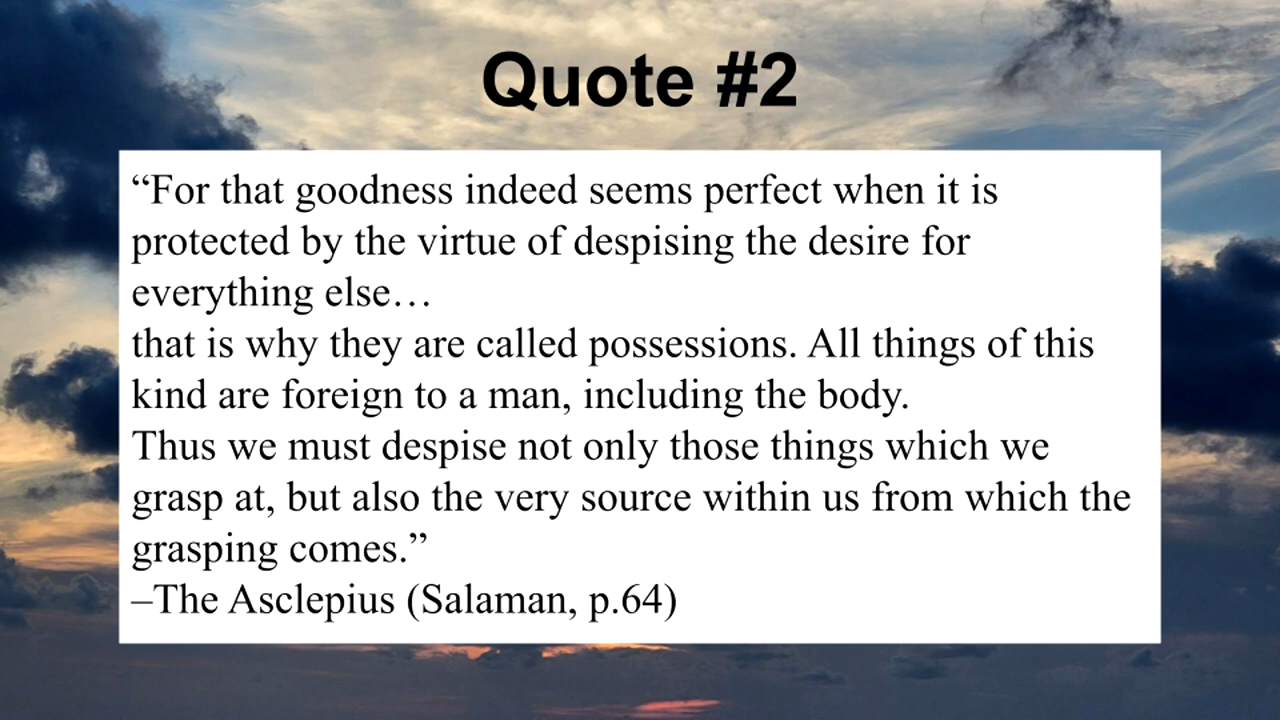 Quote #2
“For that goodness indeed seems perfect when it is
protected by the virtue of despising the desire for
everything else…
that is why they are called possessions. All things of this
kind are foreign to a man, including the body.
Thus we must despise not only those things which we
grasp at, but also the very source within us from which the
grasping comes.”
–The Asclepius (Salaman, p.64)